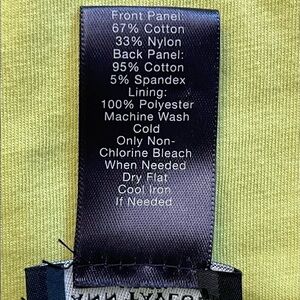 Front Panel:
67% Cotton
33% Nylon
Back Panel:
95% Cotton
5% Spandex
Lining:
100% Polyester
Machine Wash
Cold
Only Non-
Chlorine Bleach
When Needed
Dry Flat
Cool Iron
If Needed